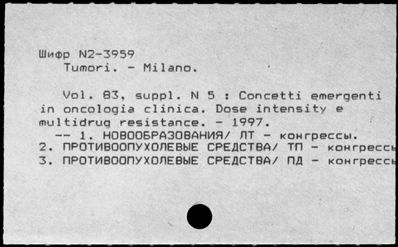 Шифр N2-3959
Tumori. - Milano.
Vol. 83, suppl. N 5 : Concetti emergenti
in oncologia clinica. Dose intensity e
multidrug resistance. - 1997.
-- 1. НОВООБРАЗОВАНИЯ/ ЛТ - конгрессы.
2. ПРОТИВООПУХОЛЕВЫЕ СРЕДСТВА/ ТП - конгрессы
3. ПРОТИВООПУХОЛЕВЫЕ СРЕДСТВА/ ПД - конгрессы